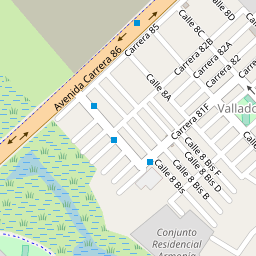 Calle 8D
Calle 8C
Carrera 82B
Carrera 82A
Carrera 82
Avenida Carrera 86
Carrera 85
Calle 8A
Carrera 81F
Vallado
Calle 8 Bis F
Calle 8 Bis D
Calle 8 Bis B
Calle 8 Bis
Conjunto
Residencial
Armonia